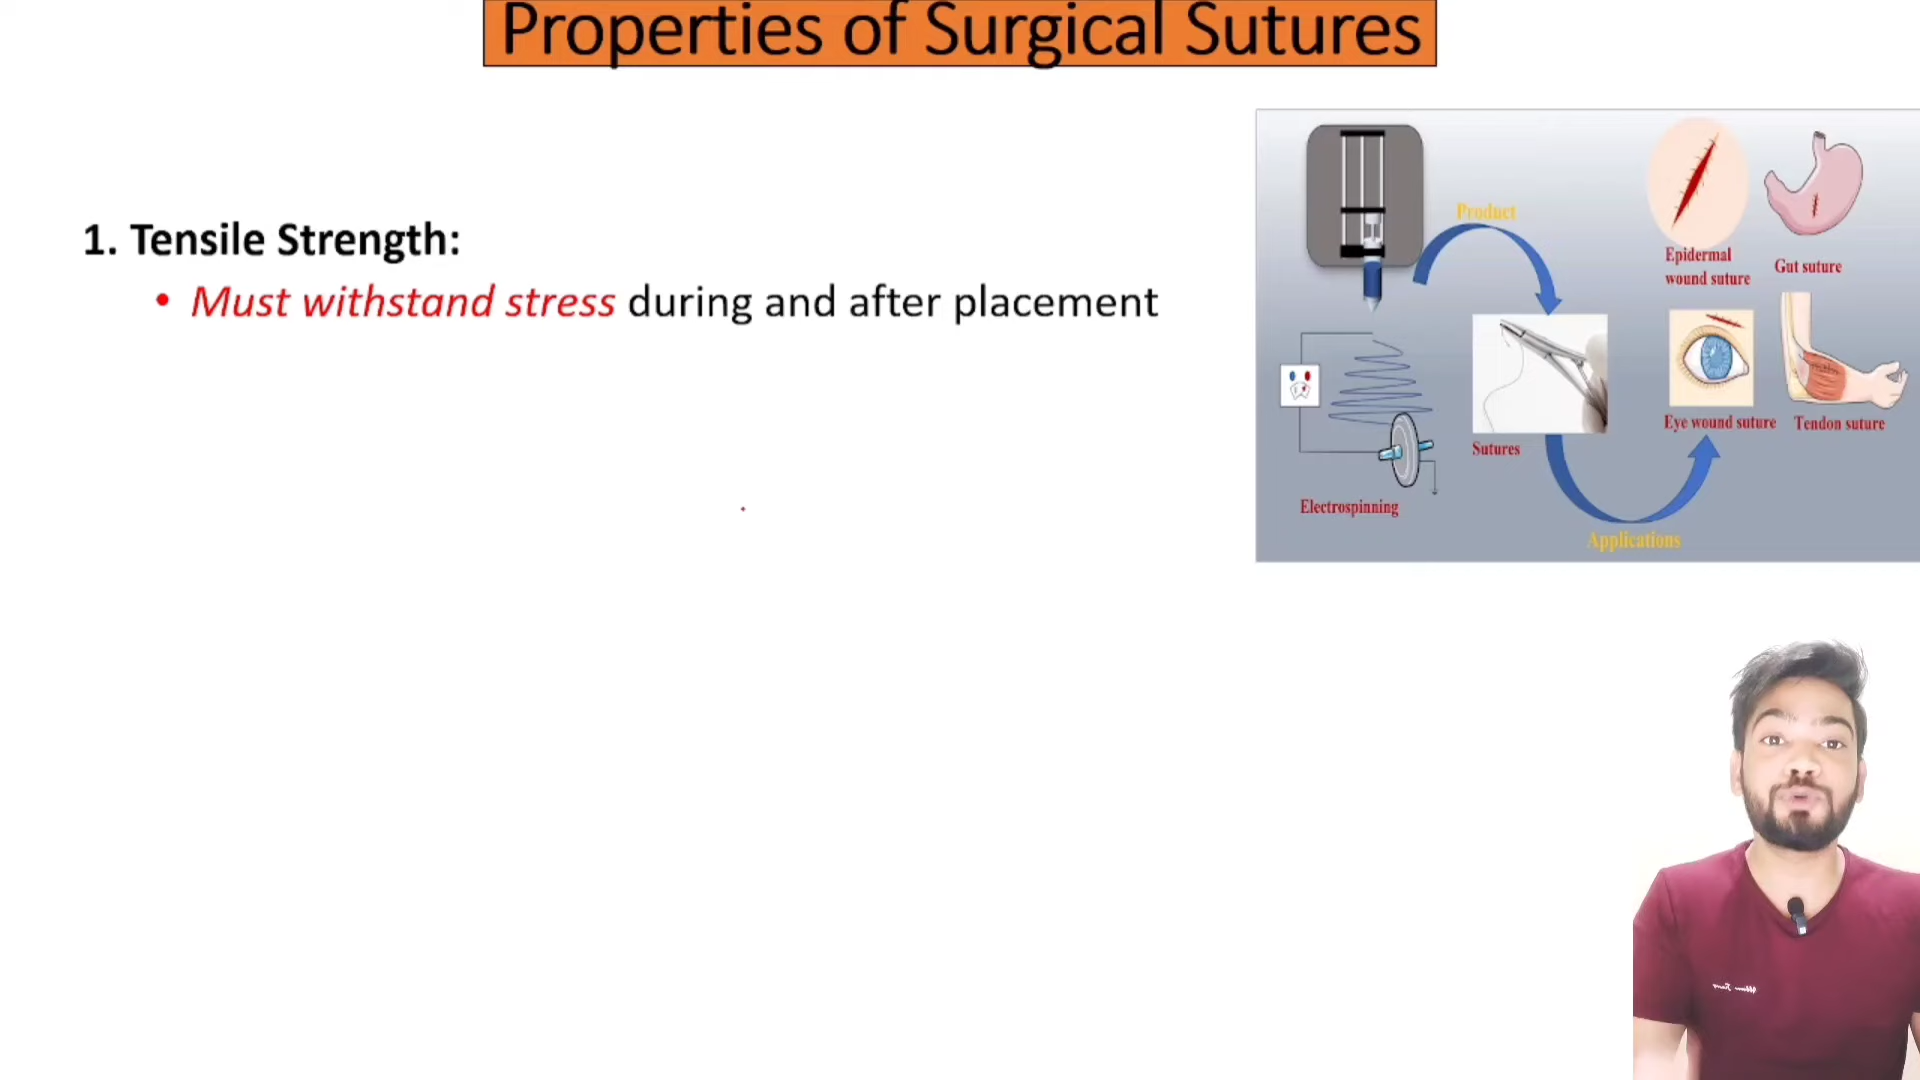 Properties of Surgical Sutures
1. Tensile Strength:
• Must withstand stress during and after placement
Product
Epidermal
wound suture
Gut suture
Sutures
Eye wound suture
Tendon suture
Electrospinning
Applications